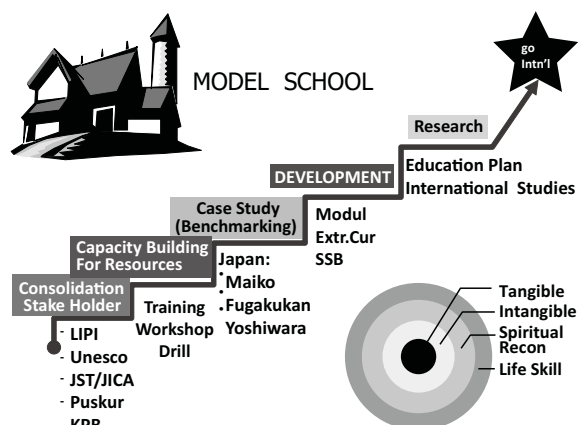 go
Intn'l
MODEL SCHOOL
Research
Education Plan
International Studies
DEVELOPMENT
Modul
Extr.Cur
SSB
Case Study
(Benchmarking)
Japan:
Maiko
Fugakukan
Yoshiwara
Capacity Building
For Resources
Training
Workshop
Drill
Consolidation
Stake Holder
- LIPI
- Unesco
- JST/JICA
- Puskur
Tangible
Intangible
Spiritual
Recon
Life Skill